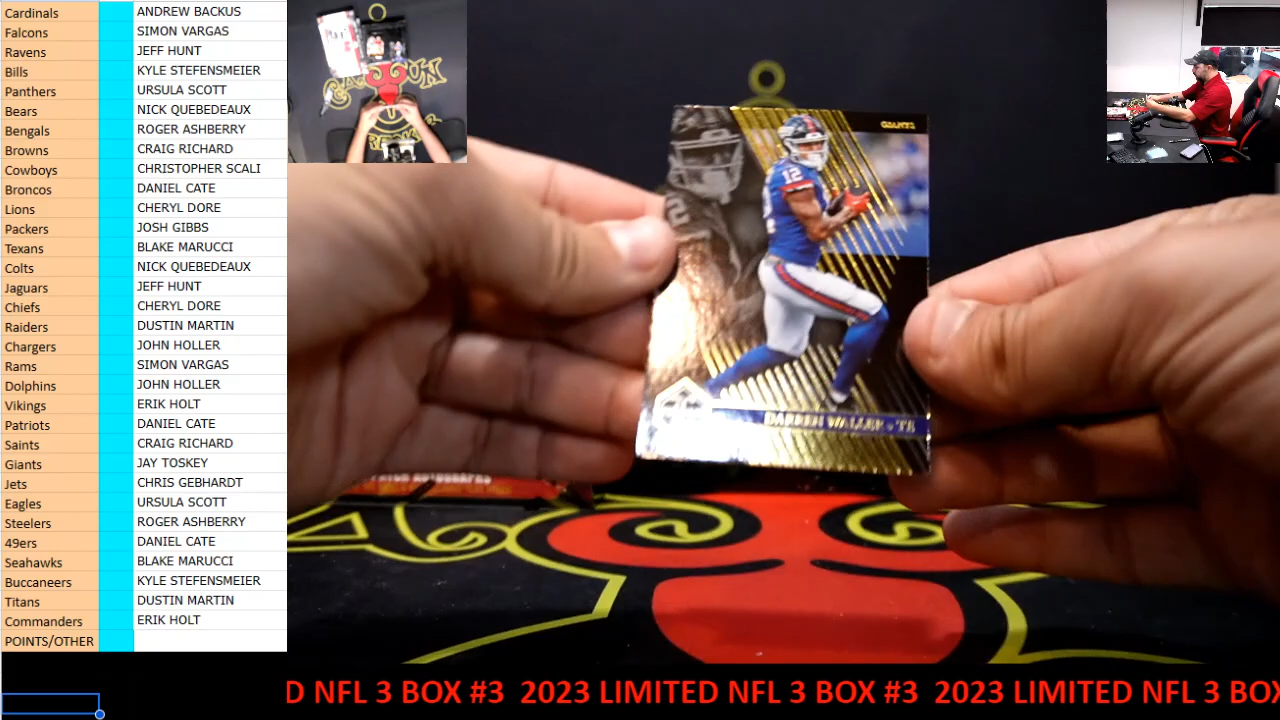 Cardinals ANDREW BACKUS
Falcons SIMON VARGAS
Ravens JEFF HUNT
Bills KYLE STEFENSMEIER
Panthers URSULA SCOTT
Bears NICK QUEBEDEAUX
Bengals ROGER ASHBERRY
Browns CRAIG RICHARD
Cowboys CHRISTOPHER SCALI
Broncos DANIEL CATE
Lions CHERYL DORE
Packers JOSH GIBBS
Texans BLAKE MARUCCI
Colts NICK QUEBEDEAUX
Jaguars JEFF HUNT
Chiefs CHERYL DORE
Raiders DUSTIN MARTIN
Chargers JOHN HOLLER
Rams SIMON VARGAS
Dolphins JOHN HOLLER
Vikings ERIK HOLT
Patriots DANIEL CATE
Saints CRAIG RICHARD
Giants JAY TOSKEY
Jets CHRIS GEBHARDT
Eagles URSULA SCOTT
Steelers ROGER ASHBERRY
49ers DANIEL CATE
Seahawks BLAKE MARUCCI
Buccaneers KYLE STEFENSMEIER
Titans DUSTIN MARTIN
Commanders ERIK HOLT
POINTS/OTHER
GIANTS
12
DARREN WALLER • TE
AUTOGRAPHS
D NFL 3 BOX #3 2023 LIMITED NFL 3 BOX #3 2023 LIMITED NFL 3 BOX